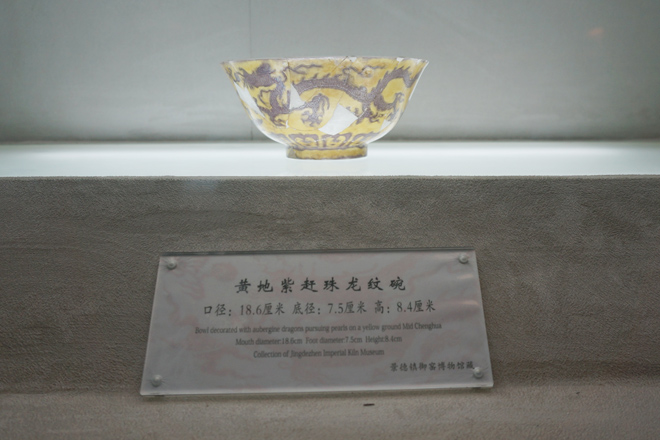 黄地紫赶珠龙纹碗
口径：18.6厘米 底径：7.5厘米 高：8.4厘米
Bowl decorated with aubergine dragons pursuing pearls on a yellow ground Mid Chenghua
Mouth diameter:18.6cm Foot diameter 7.5cm Height:8.4cm
Collection of Jingdezhen Imperial Kiln Museum
景德镇御窑博物馆藏